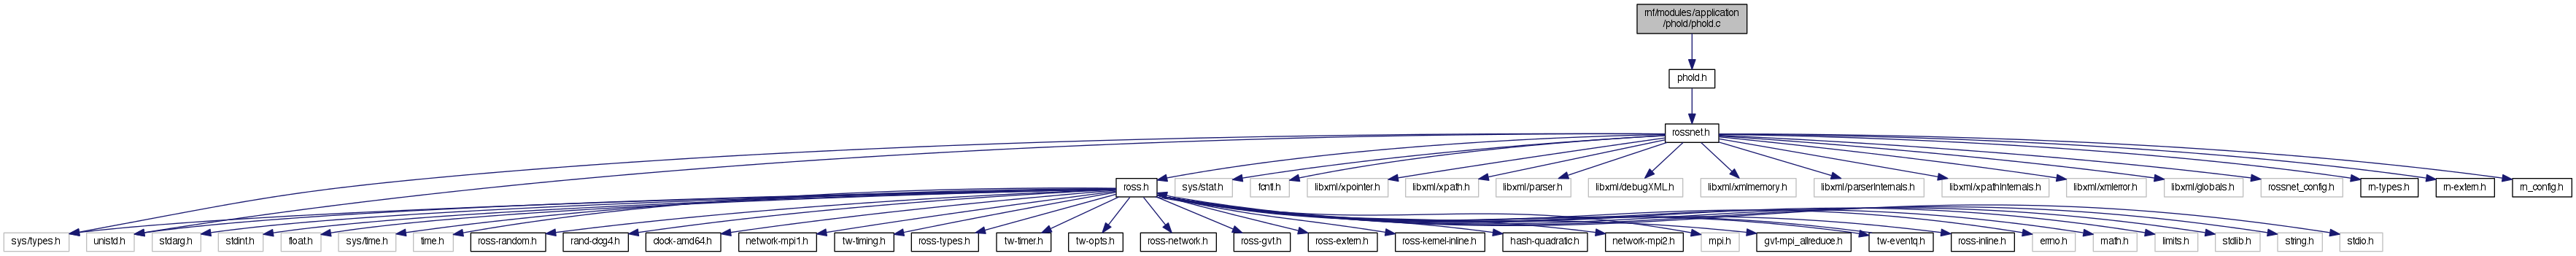 rnf/modules/application
/phold/phold.c
phold.h
rossnet.h
ross.h
sys/stat.h
fcntl.h
libxml/xpointer.h
libxml/xpath.h
libxml/parser.h
libxml/debugXML.h
libxml/xmlmemory.h
libxml/parserInternals.h
libxml/xpathInternals.h
libxml/xmlerror.h
libxml/globals.h
rossnet_config.h
rn-types.h
rn-extern.h
rn_config.h
sys/types.h
unistd.h
stdarg.h
stdint.h
float.h
sys/time.h
time.h
ross-random.h
rand-clcg4.h
clock-amd64.h
network-mpi1.h
tw-timing.h
ross-types.h
tw-timer.h
tw-opts.h
ross-network.h
ross-gvt.h
ross-extern.h
ross-kernel-inline.h
hash-quadratic.h
network-mpi2.h
mpi.h
gvt-mpi_allreduce.h
tw-eventq.h
ross-inline.h
errno.h
math.h
limits.h
stdlib.h
string.h
stdio.h